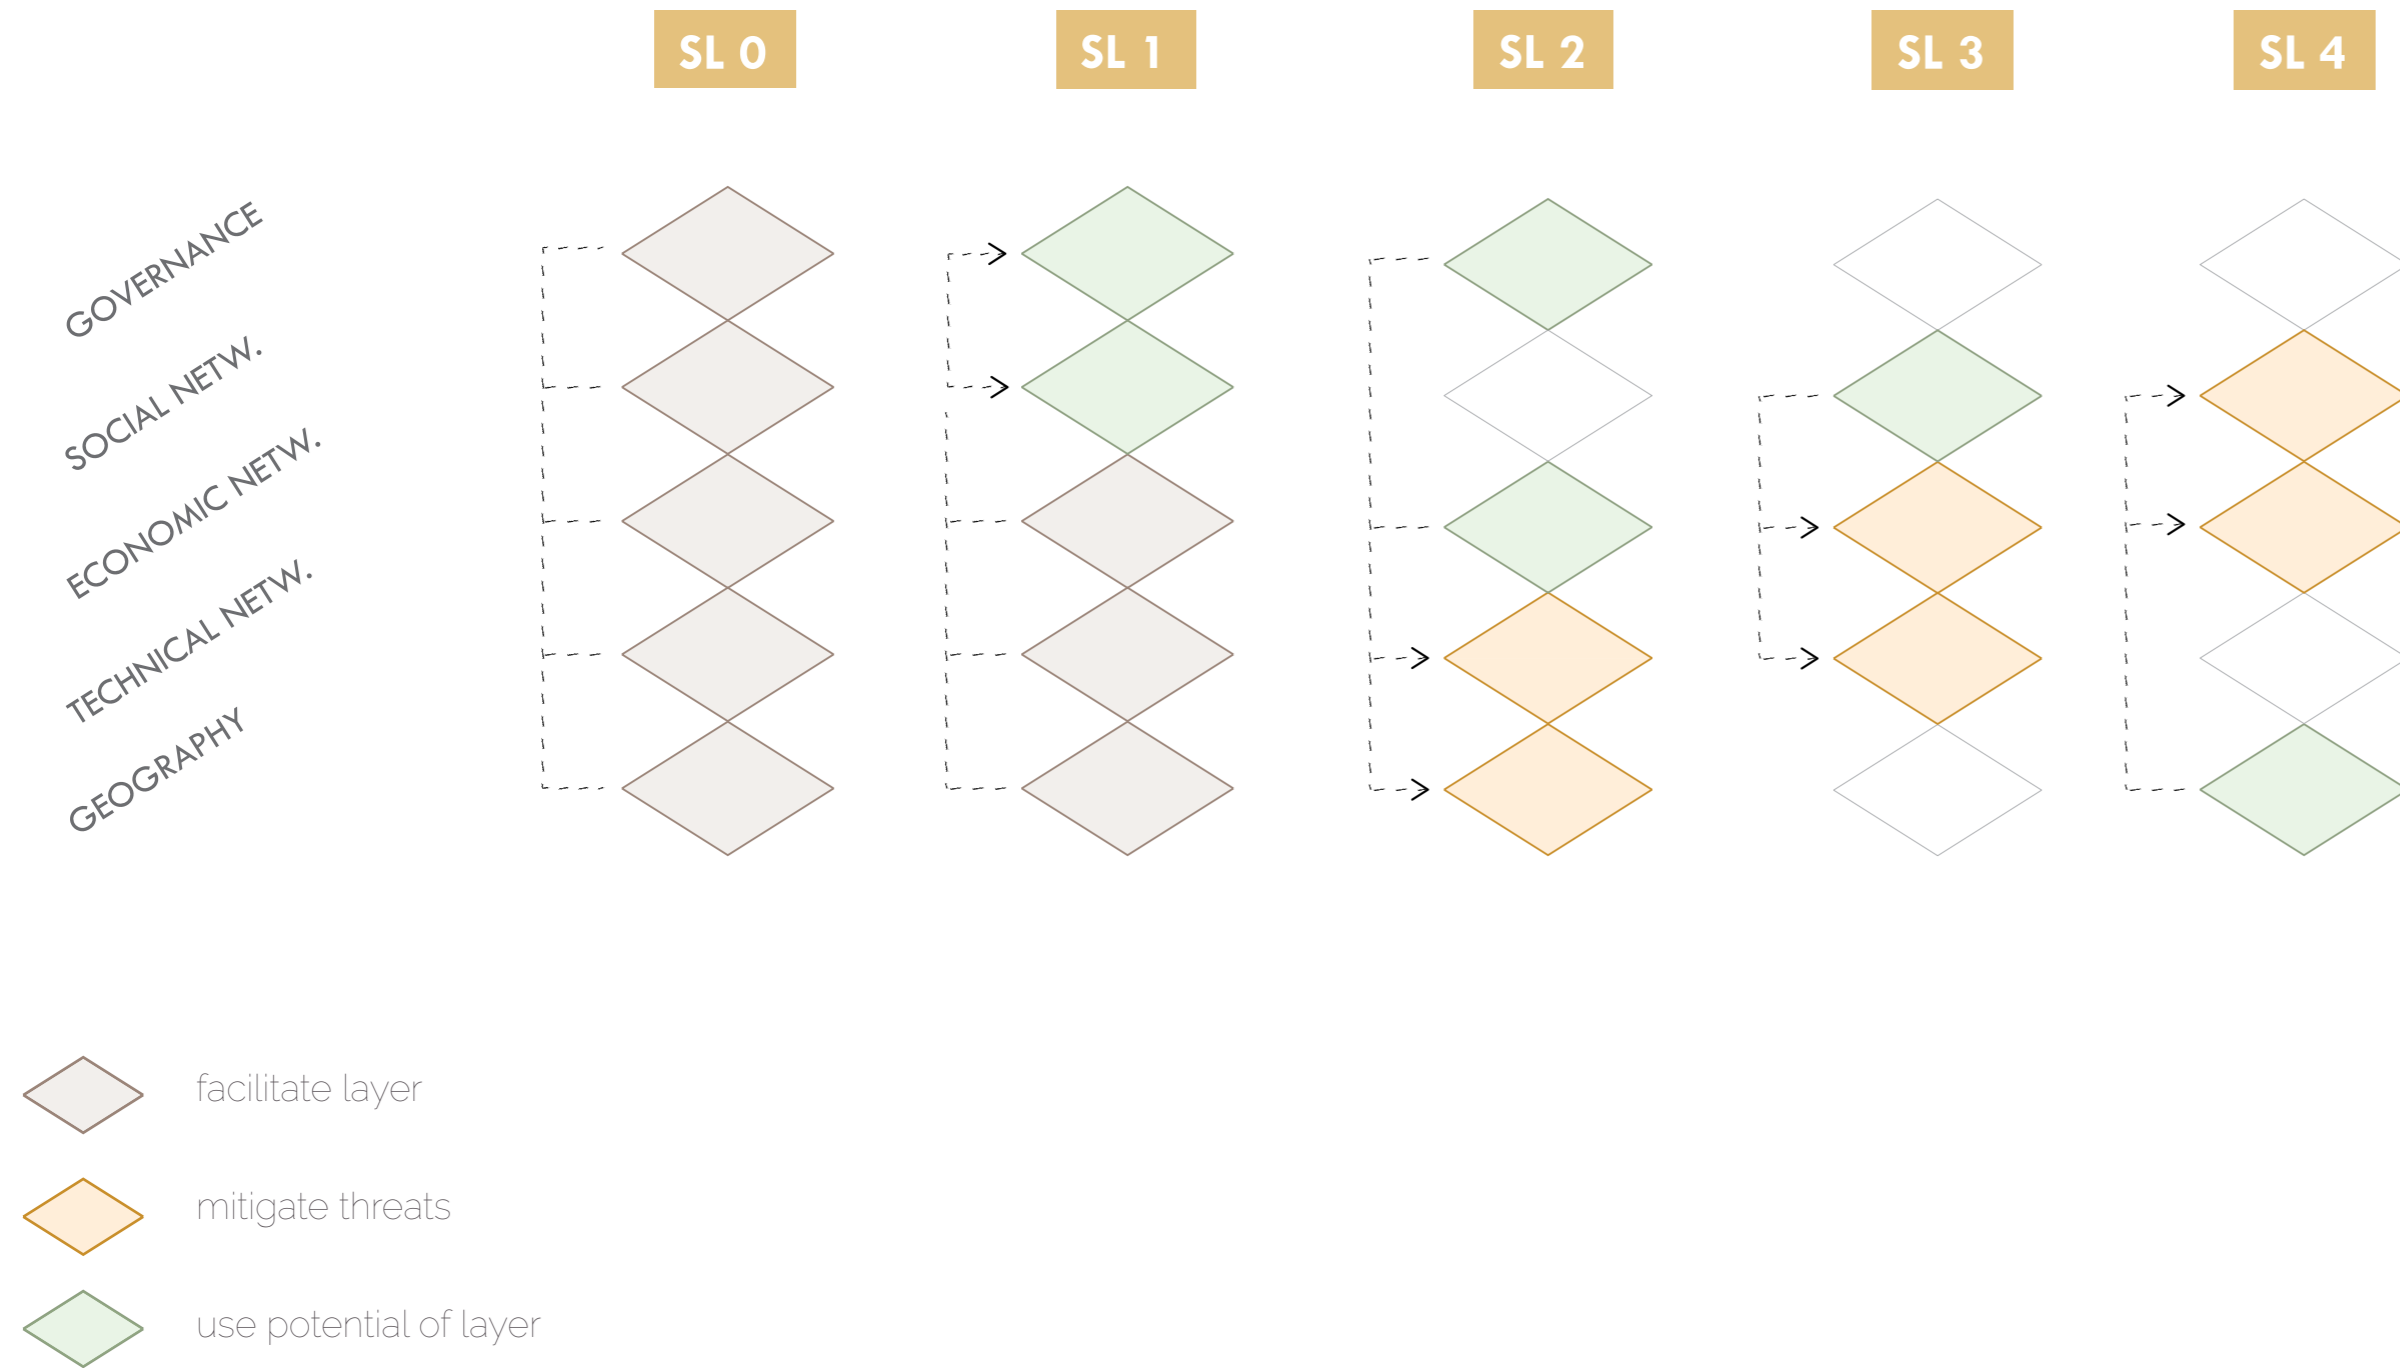 SL 0
SL 1
SL 2
SL 3
SL 4
GOVERNANCE
SOCIAL NETW.
ECONOMIC NETW.
TECHNICAL NETW.
GEOGRAPHY
facilitate layer
mitigate threats
use potential of layer